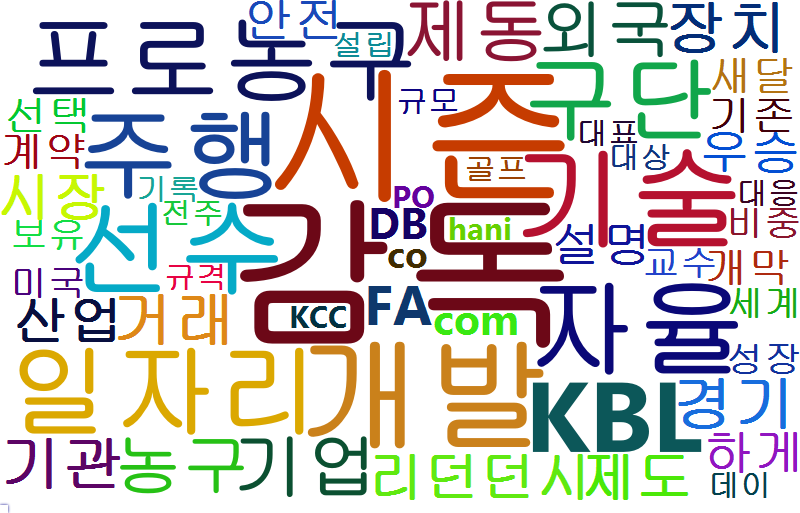 프로농구
안전
설립
제동
외국
장치
시즌
구단
새달
선택
계약
주행
규모
대표
기존
골프
대상
우승
시장
기록
전주
기술
대응
비중
보유
선수
감독
PO
DB
hani
co
설명
교수
개막
미국
규격
세계
산업
거래
KCC
FA
com
자율
성장
일자리
개발
KBL
경기
기관
농구
기업
리던던시
제도
하게
데이